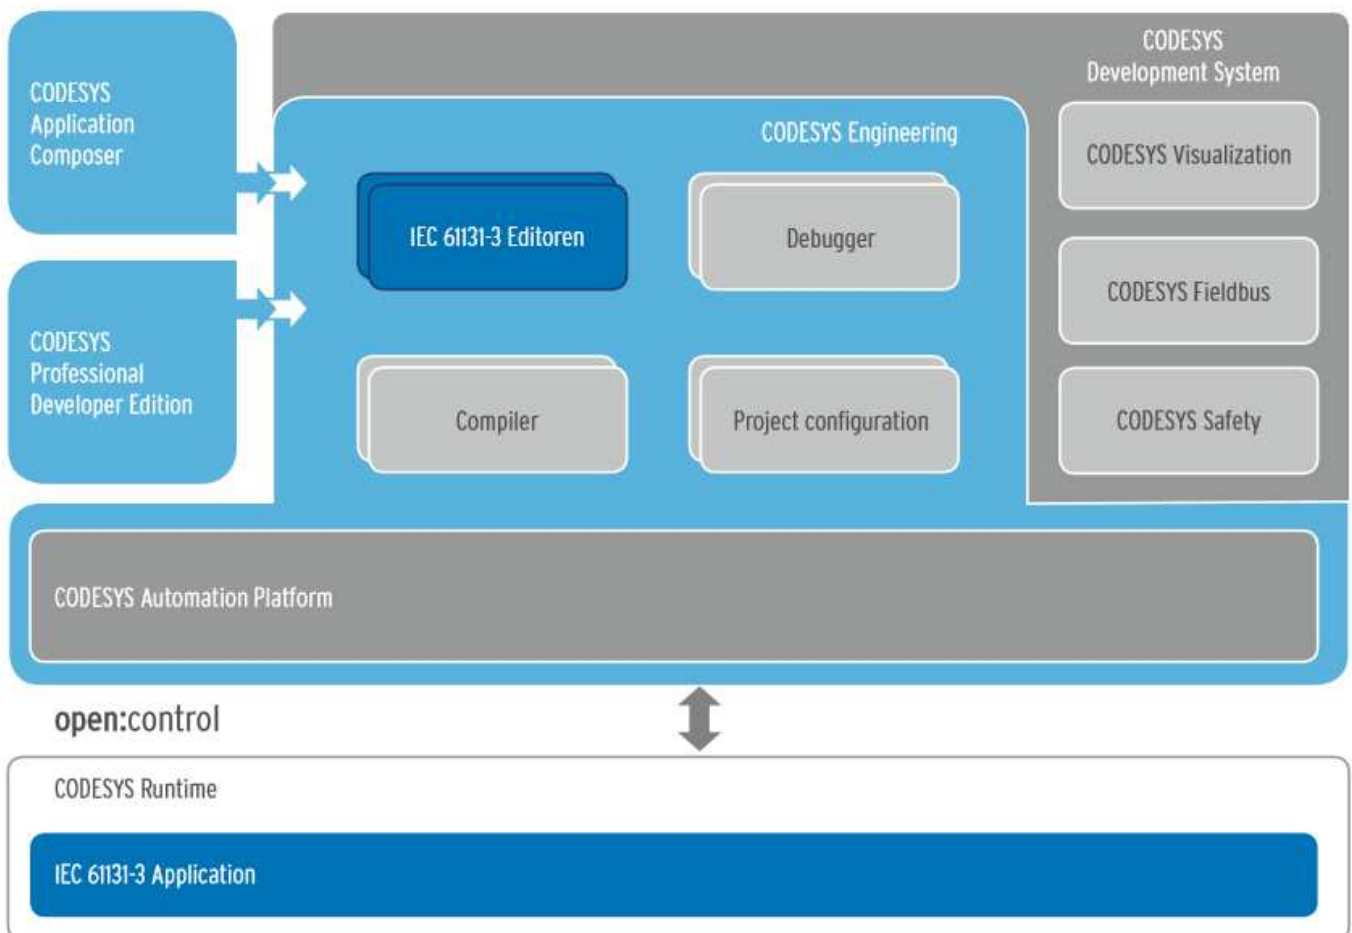 CODESYS
Application
Composer
CODESYS
Professional
Developer Edition
CODESYS Engineering
IEC 61131-3 Editoren
Debugger
Compiler
Project configuration
CODESYS
Development System
CODESYS Visualization
CODESYS Fieldbus
CODESYS Safety
CODESYS Automation Platform
open:control
CODESYS Runtime
IEC 61131-3 Application